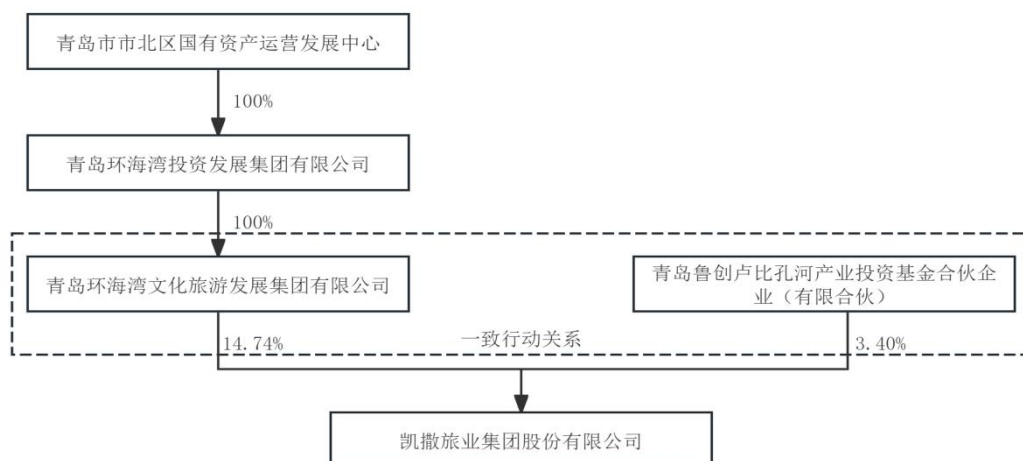 青岛市市北区国有资产运营发展中心
100%
青岛环海湾投资发展集团有限公司
100%
青岛环海湾文化旅游发展集团有限公司
青岛鲁创卢比孔河产业投资基金合伙企
业（有限合伙）
一致行动关系
14.74%
3.40%
凯撒旅业集团股份有限公司